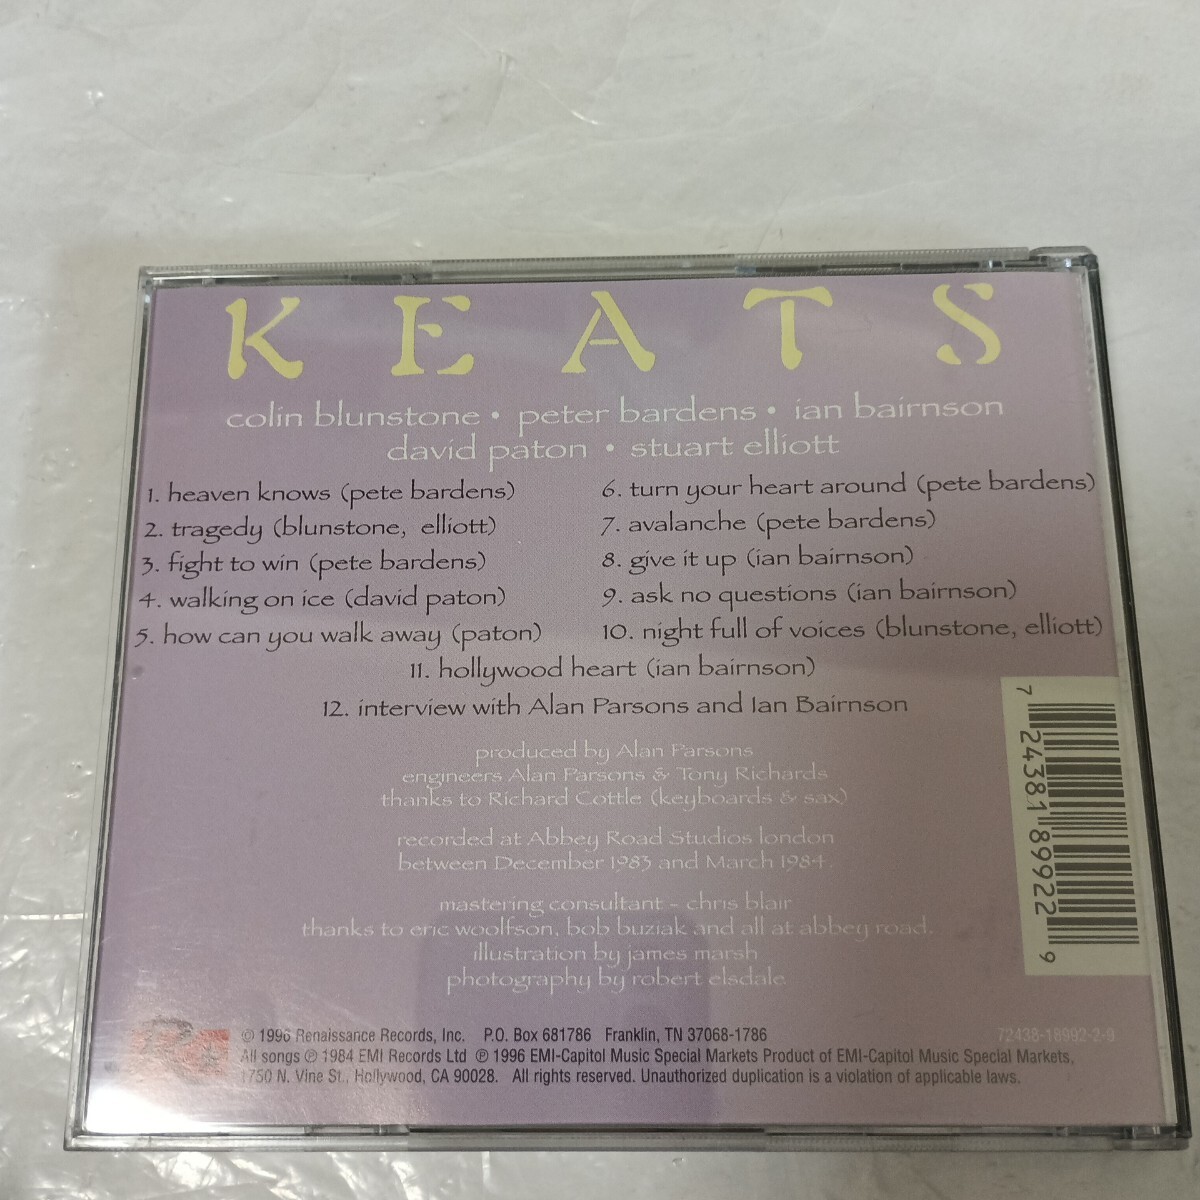 KEATS
colin blunstone • peter bardens • ian bairnson
david paton • stuart elliott
1. heaven knows (pete bardens)
2. tragedy (blunstone, elliott)
3. fight to win (pete bardens)
4. walking on ice (david paton)
5. how can you walk away (paton)
6. turn your heart around (pete bardens)
7. avalanche (pete bardens)
8. give it up (ian bairnson)
9. ask no questions (ian bairnson)
10. night full of voices (blunstone, elliott)
11. hollywood heart (ian bairnson)
12. interview with Alan Parsons and Ian Bairnson
produced by Alan Parsons
engineers Alan Parsons & Tony Richards
thanks to Richard Cottle (keyboards & sax)
recorded at Abbey Road Studios london
between December 1983 and March 1984.
mastering consultant - chris blair
thanks to eric woolfson, bob buziak and all at abbey road.
illustration by james marsh
photography by robert elsdale
7 24381 89922 9
© 1996 Renaissance Records, Inc. P.O. Box 681786 Franklin, TN 37068-1786
72438-18992-2-9
All songs ℗ 1984 EMI Records Ltd ℗ 1996 EMI-Capitol Music Special Markets Product of EMI-Capitol Music Special Markets,
1750 N. Vine St., Hollywood, CA 90028. All rights reserved. Unauthorized duplication is a violation of applicable laws.